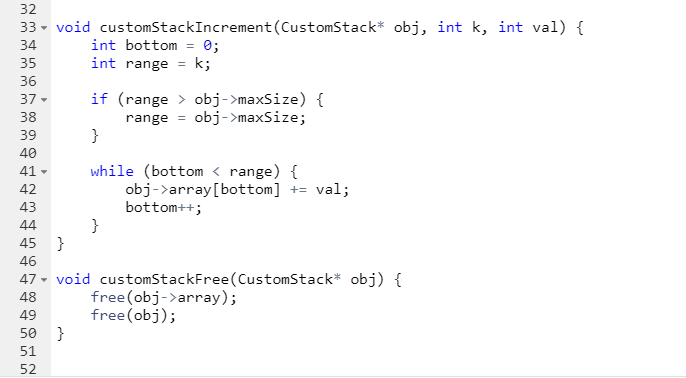 32
33 void customStackIncrement(CustomStack* obj, int k, int val) {
34     int bottom = 0;
35     int range = k;
36
37     if (range > obj->maxSize) {
38         range = obj->maxSize;
39     }
40
41     while (bottom < range) {
42         obj->array[bottom] += val;
43         bottom++;
44     }
45 }
46
47 void customStackFree(CustomStack* obj) {
48     free(obj->array);
49     free(obj);
50 }
51
52